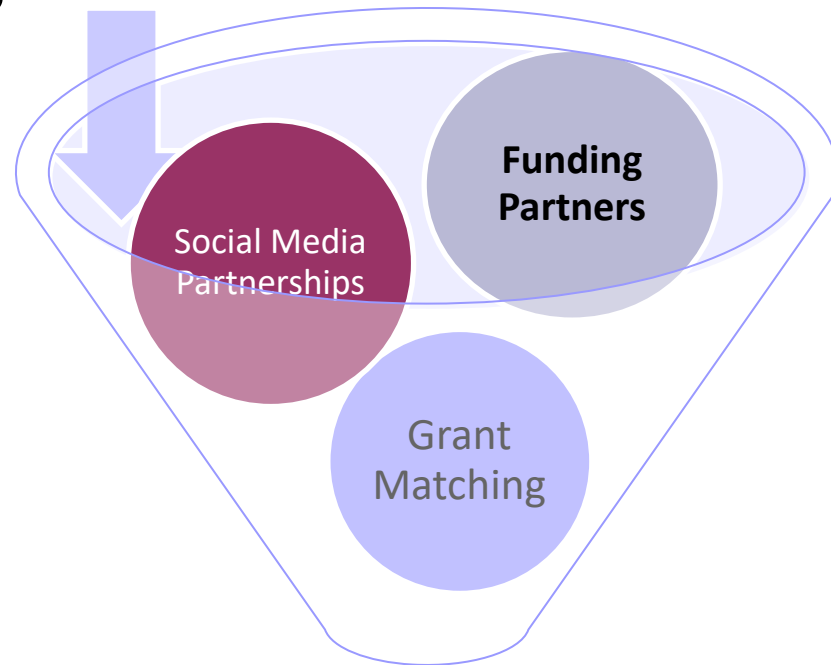 Funding
Partners
Social Media
Partnerships
Grant
Matching